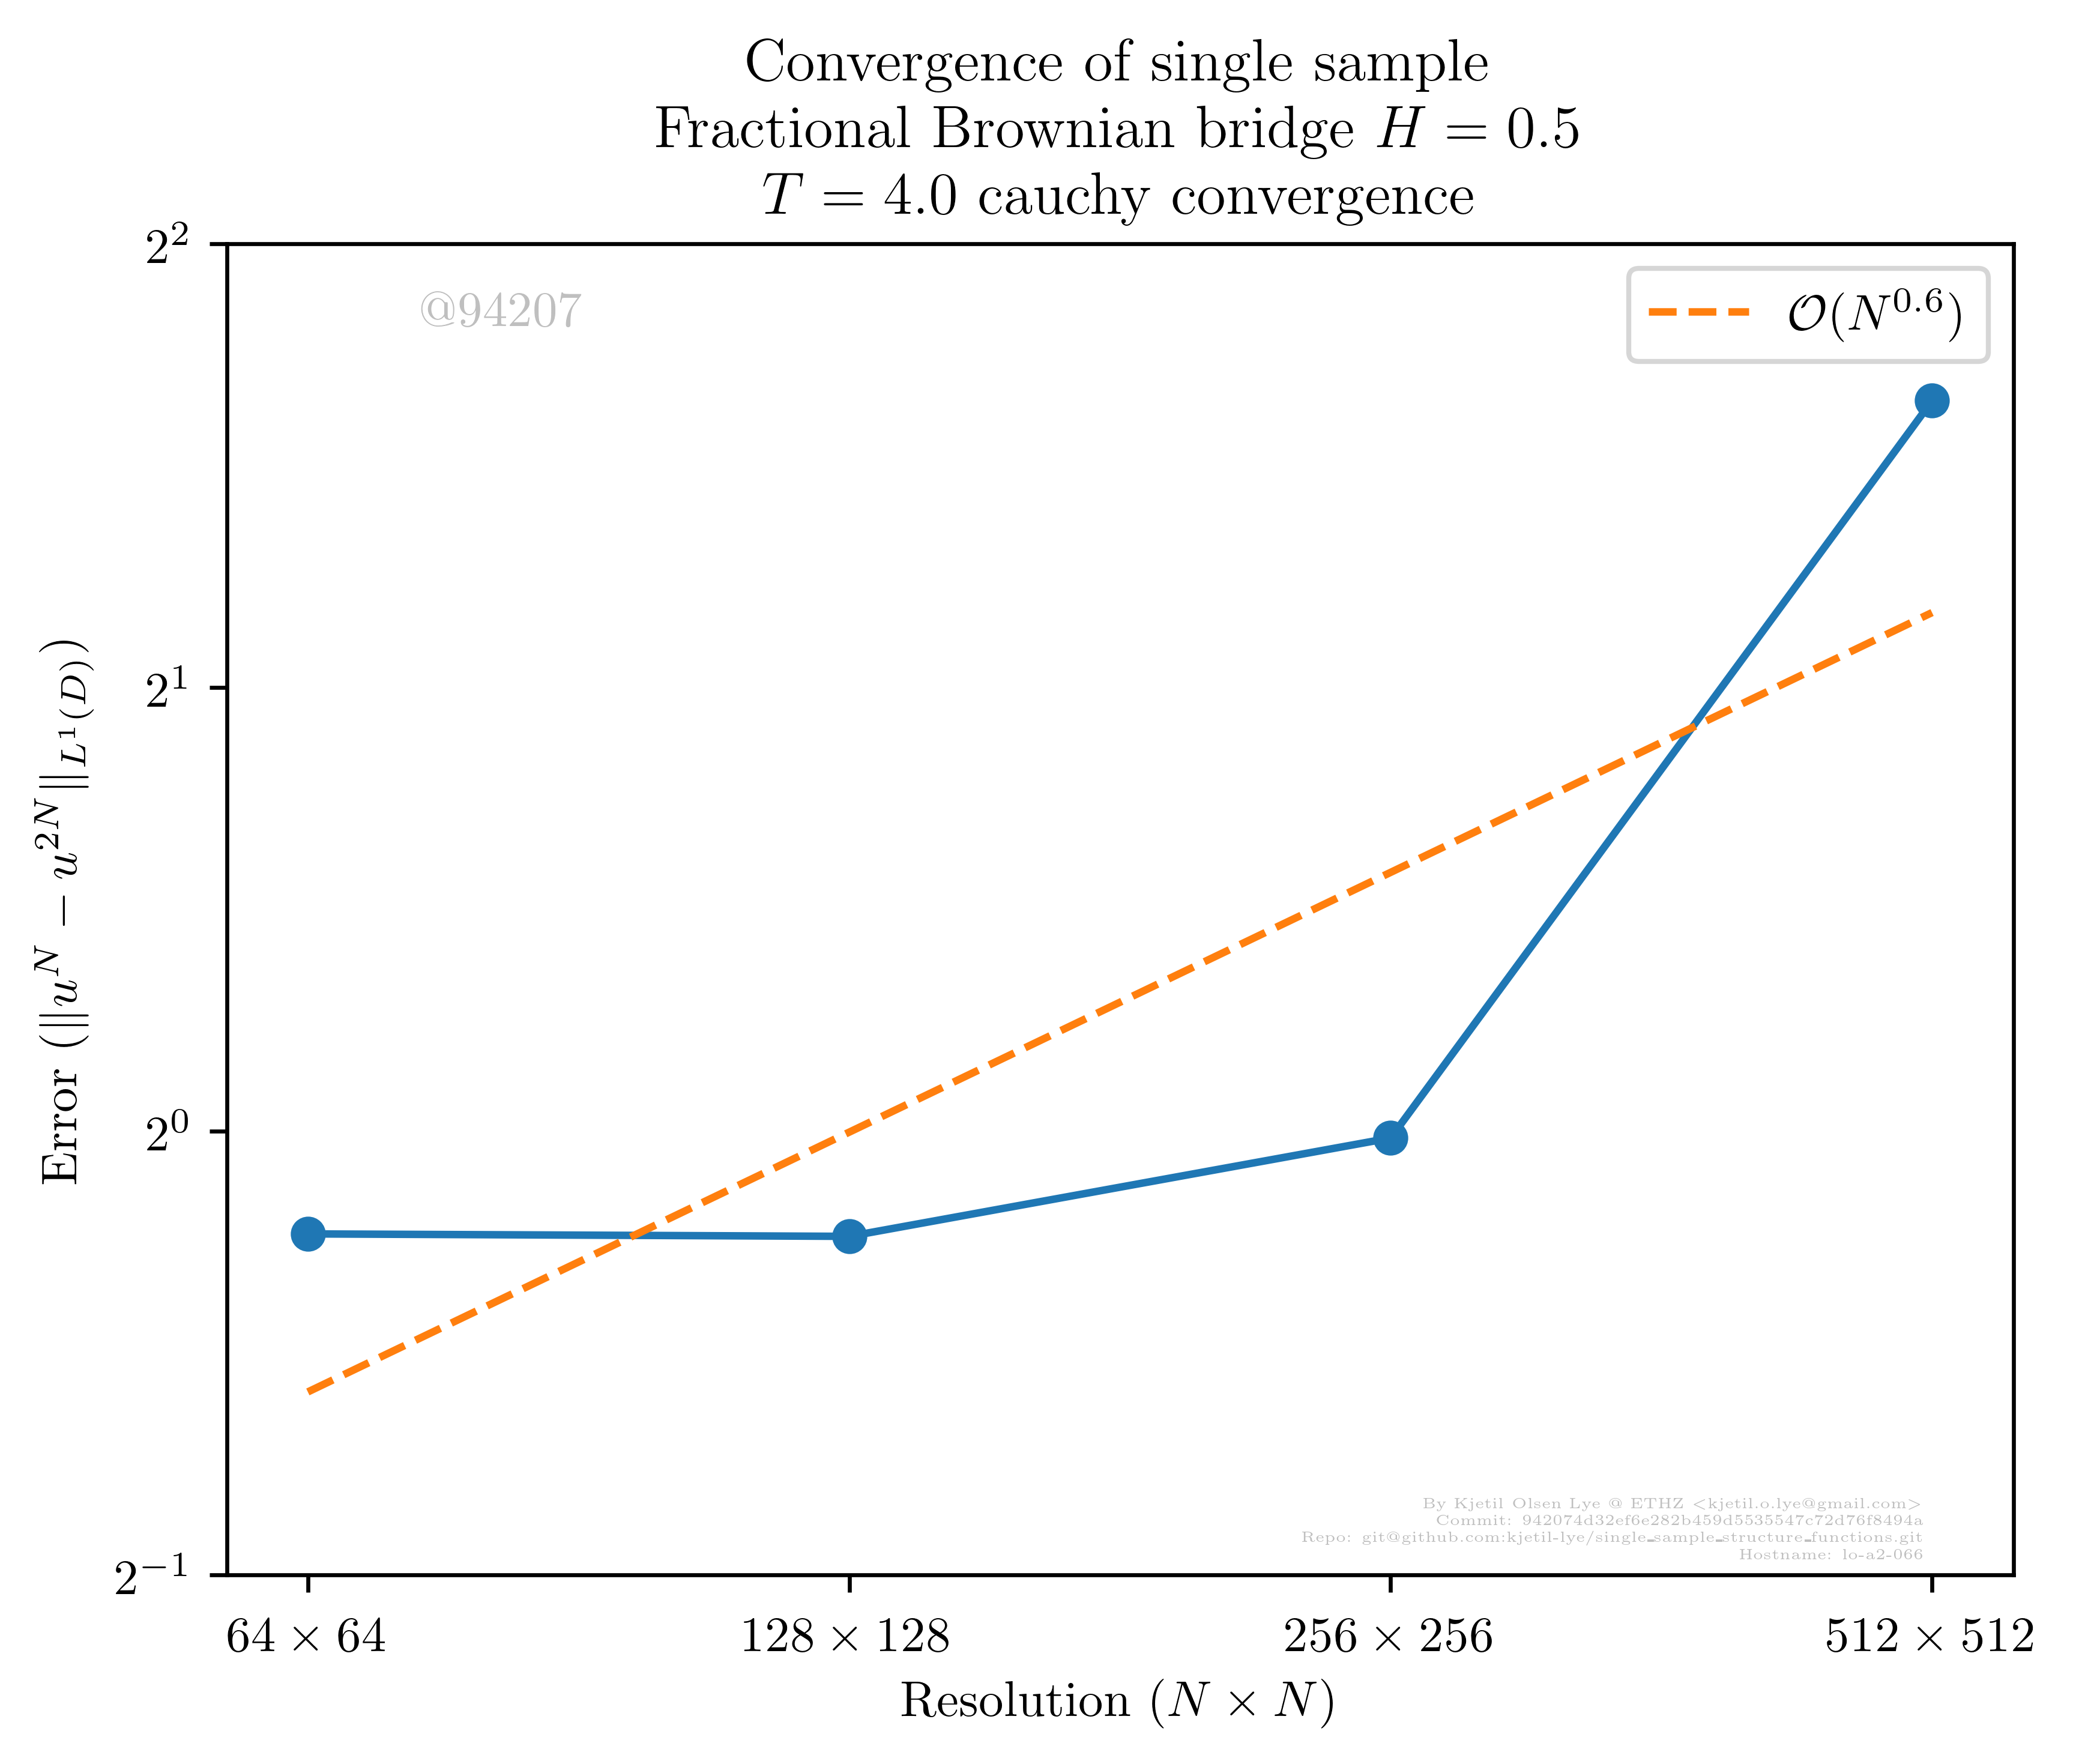 Convergence of single sample
Fractional Brownian bridge H = 0.5
T = 4.0 cauchy convergence
2^2
@94207
O(N^{0.6})
2^1
Error (||u^N − u^{2N}||_{L^1(D)})
2^0
By Kjetil Olsen Lye @ ETHZ <kjetil.o.lye@gmail.com>
Commit: 942074d32ef6e282b459d5535547c72d76f8494a
Repo: git@github.com:kjetil-lye/single_sample_structure_functions.git
Hostname: lo-a2-066
2^{−1}
64 × 64 128 × 128 256 × 256 512 × 512
Resolution (N × N)